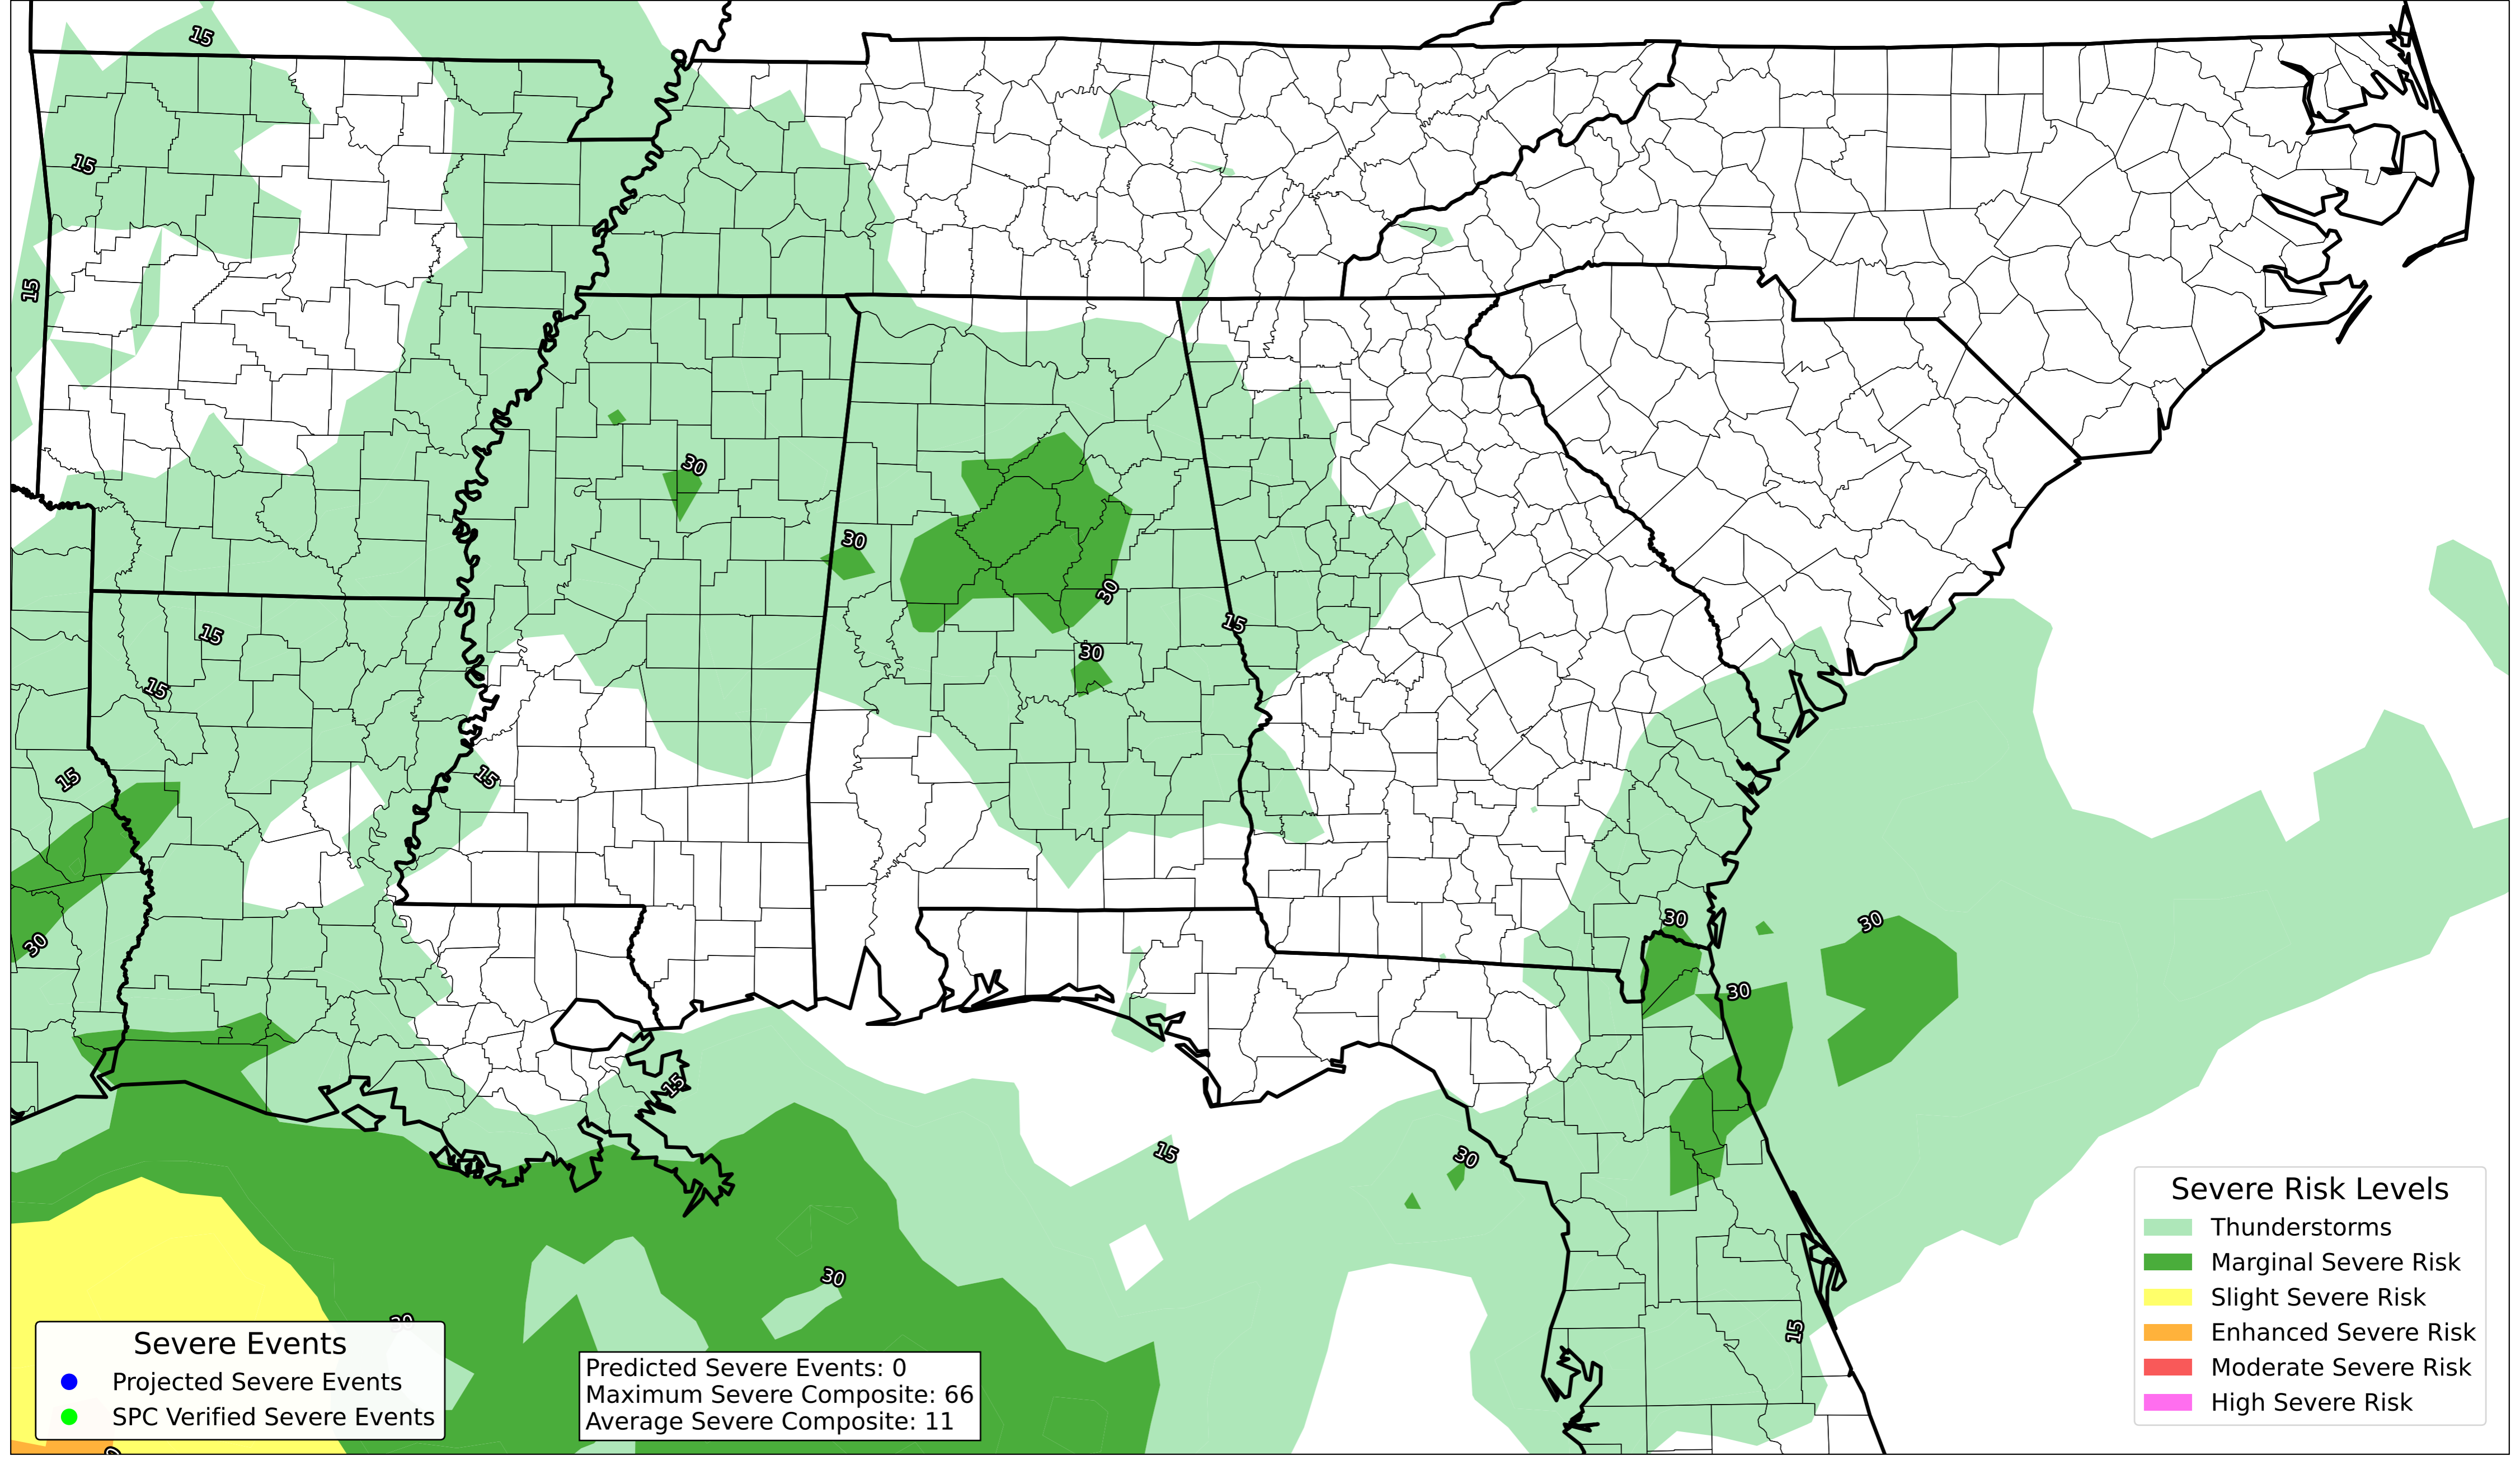 15
15
15
30
30
30
15
30
15
15
15
15
30
30
30
30
15
15
30
30
15
Severe Risk Levels
Thunderstorms
Marginal Severe Risk
Slight Severe Risk
Enhanced Severe Risk
Moderate Severe Risk
High Severe Risk
Severe Events
Projected Severe Events
SPC Verified Severe Events
Predicted Severe Events: 0
Maximum Severe Composite: 66
Average Severe Composite: 11